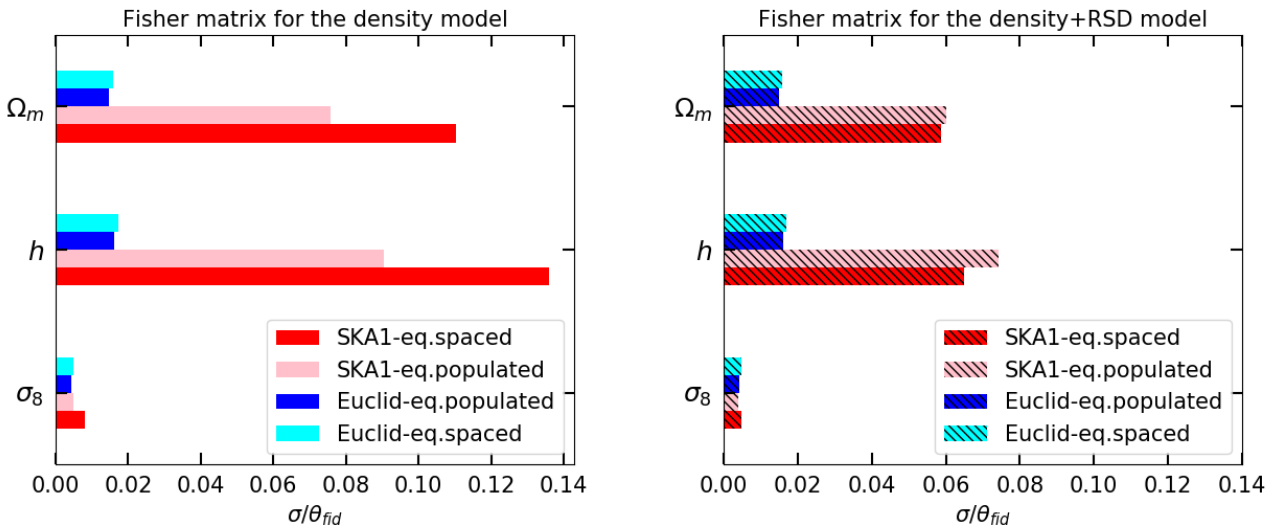 Fisher matrix for the density model
Ωm
h
σ8
SKA1-eq.spaced
SKA1-eq.populated
Euclid-eq.populated
Euclid-eq.spaced
0.00 0.02 0.04 0.06 0.08 0.10 0.12 0.14
σ/θfid
Fisher matrix for the density+RSD model
Ωm
h
σ8
SKA1-eq.spaced
SKA1-eq.populated
Euclid-eq.populated
Euclid-eq.spaced
0.00 0.02 0.04 0.06 0.08 0.10 0.12 0.14
σ/θfid